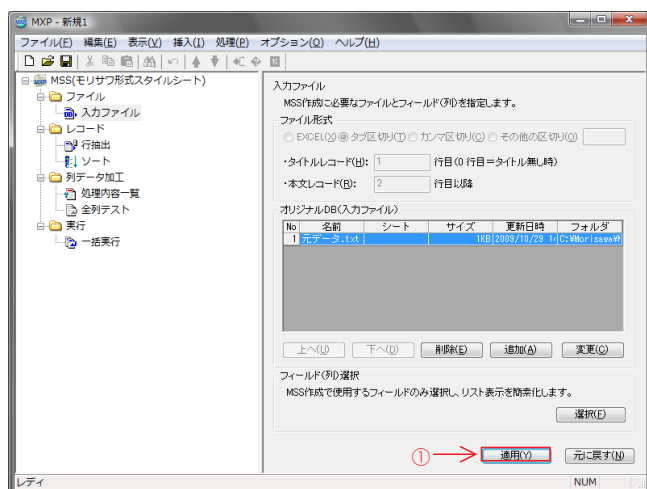 MXP - 新規1
ファイル(F) 編集(E) 表示(V) 挿入(I) 処理(P) オプション(O) ヘルプ(H)
MSS(モリサワ形式スタイルシート)
ファイル
入力ファイル
レコード
行抽出
ソート
列データ加工
処理内容一覧
全列テスト
実行
一括実行
入力ファイル
MSS作成に必要なファイルとフィールド(列)を指定します。
ファイル形式
EXCEL(X) タブ区切り(T) カンマ区切り(C) その他の区切り(O)
・タイトルレコード(H): 1 行目(0 行目=タイトル無し時)
・本文レコード(R): 2 行目以降
オリジナルDB(入力ファイル)
No 名前 シート サイズ 更新日時 フォルダ
1 元データ.txt 1KB 2009/10/29 1 C:¥Morisawa¥
上へ(U) 下へ(D) 削除(E) 追加(A) 変更(C)
フィールド(列)選択
MSS作成で使用するフィールドのみ選択し、リスト表示を簡素化します。
選択(F)
① 適用(Y) 元に戻す(N)
レディ NUM